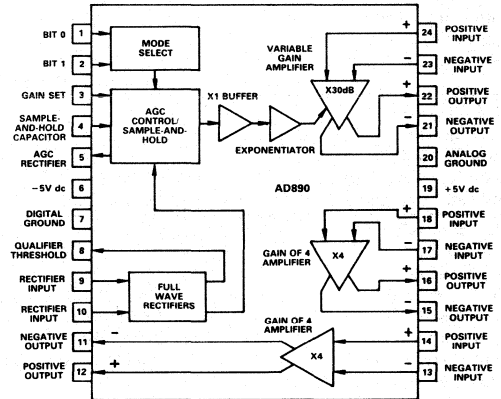 BIT 0
1
BIT 1
2
GAIN SET
3
SAMPLE-
AND-HOLD
CAPACITOR
4
AGC
RECTIFIER
5
−5V dc
6
DIGITAL
GROUND
7
QUALIFIER
THRESHOLD
8
RECTIFIER
INPUT
9
RECTIFIER
INPUT
10
NEGATIVE
OUTPUT
11
POSITIVE
OUTPUT
12
MODE
SELECT
AGC
CONTROL/
SAMPLE-AND-
HOLD
X1 BUFFER
EXPONENTIATOR
VARIABLE
GAIN
AMPLIFIER
X30dB
AD890
FULL
WAVE
RECTIFIERS
GAIN OF 4
AMPLIFIER
X4
GAIN OF 4
AMPLIFIER
X4
−
+
+
24
POSITIVE
INPUT
−
23
NEGATIVE
INPUT
+
22
POSITIVE
OUTPUT
−
21
NEGATIVE
OUTPUT
20
ANALOG
GROUND
19
+5V dc
+
18
POSITIVE
INPUT
−
17
NEGATIVE
INPUT
+
16
POSITIVE
OUTPUT
−
15
NEGATIVE
OUTPUT
+
14
POSITIVE
INPUT
−
13
NEGATIVE
INPUT